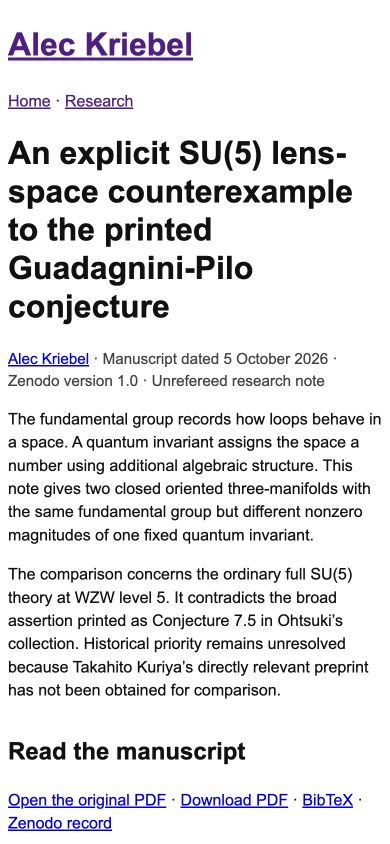 Alec Kriebel
Home · Research
An explicit SU(5) lens-
space counterexample
to the printed
Guadagnini-Pilo
conjecture
Alec Kriebel · Manuscript dated 5 October 2026 ·
Zenodo version 1.0 · Unrefereed research note
The fundamental group records how loops behave in
a space. A quantum invariant assigns the space a
number using additional algebraic structure. This
note gives two closed oriented three-manifolds with
the same fundamental group but different nonzero
magnitudes of one fixed quantum invariant.
The comparison concerns the ordinary full SU(5)
theory at WZW level 5. It contradicts the broad
assertion printed as Conjecture 7.5 in Ohtsuki’s
collection. Historical priority remains unresolved
because Takahito Kuriya’s directly relevant preprint
has not been obtained for comparison.
Read the manuscript
Open the original PDF · Download PDF · BibTeX ·
Zenodo record